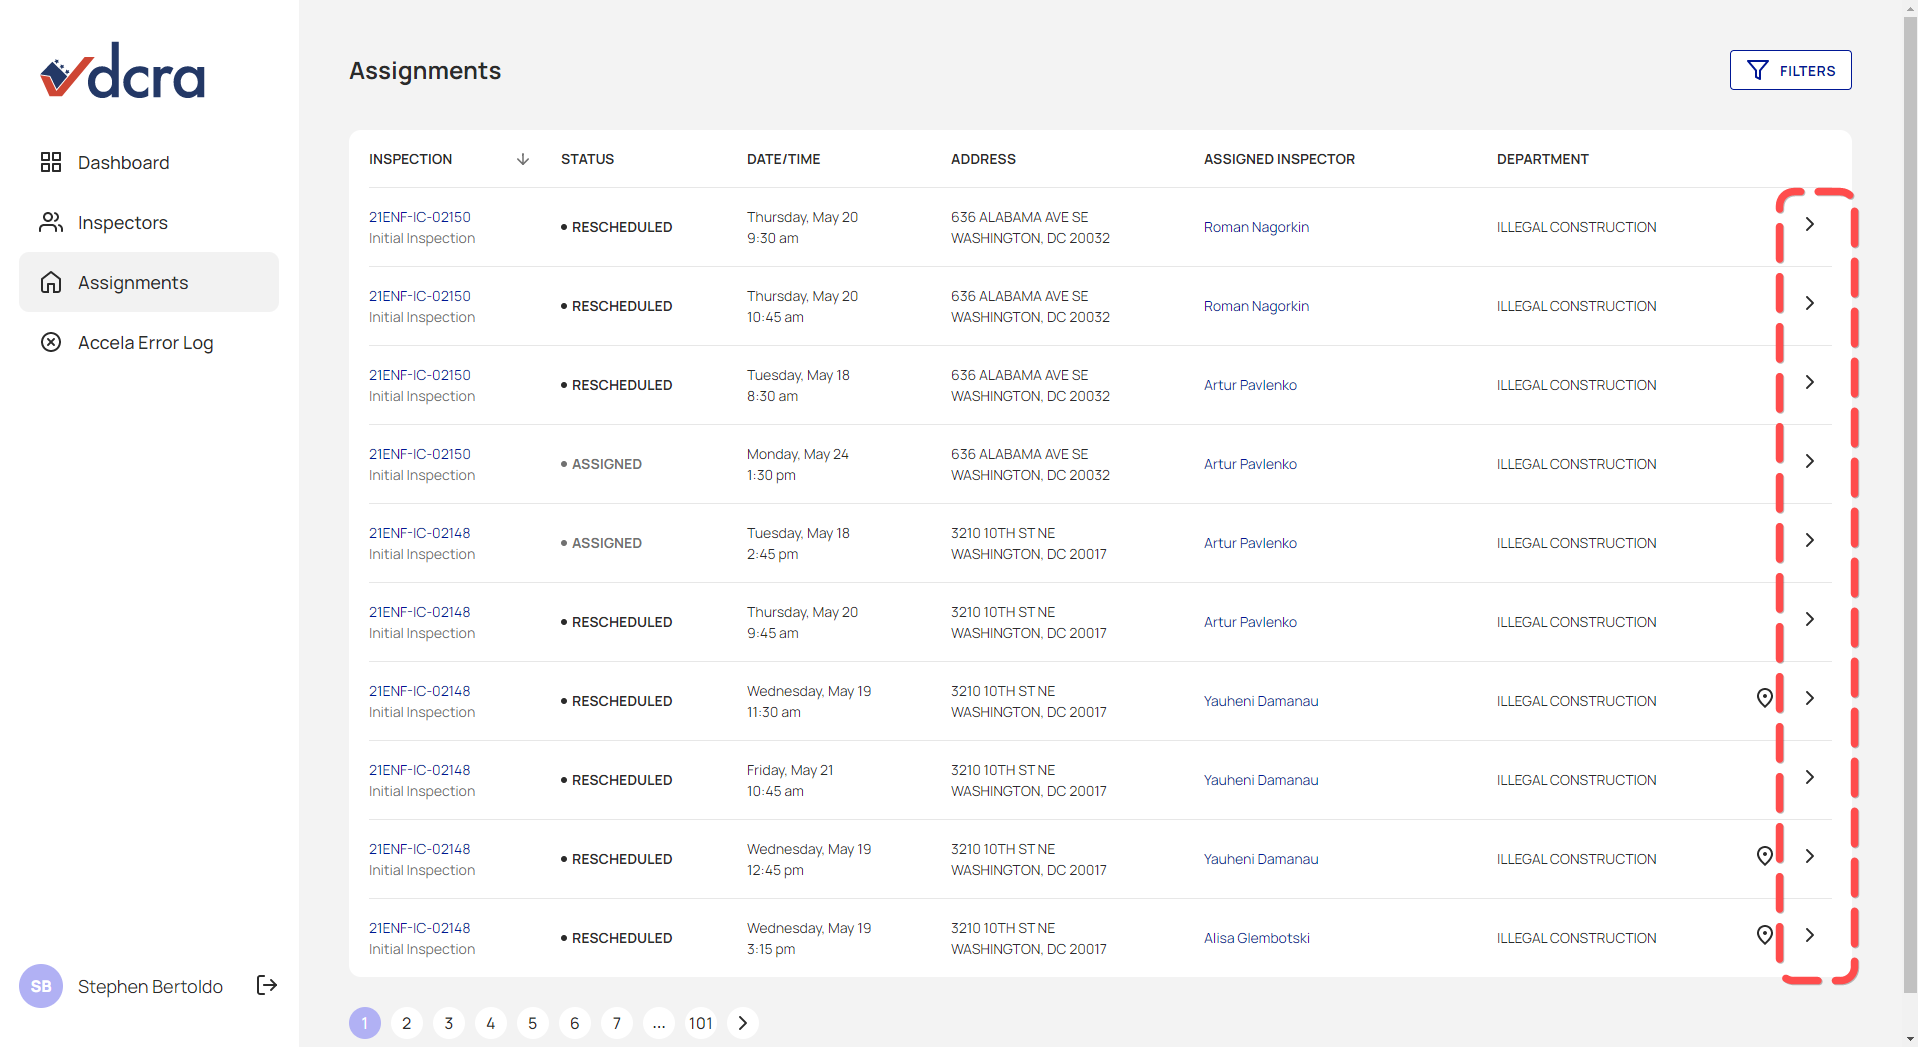 dcra
Dashboard
Inspectors
Assignments
Accela Error Log
SB Stephen Bertoldo
Assignments
FILTERS
INSPECTION STATUS DATE/TIME ADDRESS ASSIGNED INSPECTOR DEPARTMENT
21ENF-IC-02150 Thursday, May 20 636 ALABAMA AVE SE
• RESCHEDULED Roman Nagorkin ILLEGAL CONSTRUCTION
Initial Inspection 9:30 am WASHINGTON, DC 20032
21ENF-IC-02150 Thursday, May 20 636 ALABAMA AVE SE
• RESCHEDULED Roman Nagorkin ILLEGAL CONSTRUCTION
Initial Inspection 10:45 am WASHINGTON, DC 20032
21ENF-IC-02150 Tuesday, May 18 636 ALABAMA AVE SE
• RESCHEDULED Artur Pavlenko ILLEGAL CONSTRUCTION
Initial Inspection 8:30 am WASHINGTON, DC 20032
21ENF-IC-02150 Monday, May 24 636 ALABAMA AVE SE
• ASSIGNED Artur Pavlenko ILLEGAL CONSTRUCTION
Initial Inspection 1:30 pm WASHINGTON, DC 20032
21ENF-IC-02148 Tuesday, May 18 3210 10TH ST NE
• ASSIGNED Artur Pavlenko ILLEGAL CONSTRUCTION
Initial Inspection 2:45 pm WASHINGTON, DC 20017
21ENF-IC-02148 Thursday, May 20 3210 10TH ST NE
• RESCHEDULED Artur Pavlenko ILLEGAL CONSTRUCTION
Initial Inspection 9:45 am WASHINGTON, DC 20017
21ENF-IC-02148 Wednesday, May 19 3210 10TH ST NE
• RESCHEDULED Yauheni Damanau ILLEGAL CONSTRUCTION
Initial Inspection 11:30 am WASHINGTON, DC 20017
21ENF-IC-02148 Friday, May 21 3210 10TH ST NE
• RESCHEDULED Yauheni Damanau ILLEGAL CONSTRUCTION
Initial Inspection 10:45 am WASHINGTON, DC 20017
21ENF-IC-02148 Wednesday, May 19 3210 10TH ST NE
• RESCHEDULED Yauheni Damanau ILLEGAL CONSTRUCTION
Initial Inspection 12:45 pm WASHINGTON, DC 20017
21ENF-IC-02148 Wednesday, May 19 3210 10TH ST NE
• RESCHEDULED Alisa Glembotski ILLEGAL CONSTRUCTION
Initial Inspection 3:15 pm WASHINGTON, DC 20017
1 2 3 4 5 6 7 ... 101